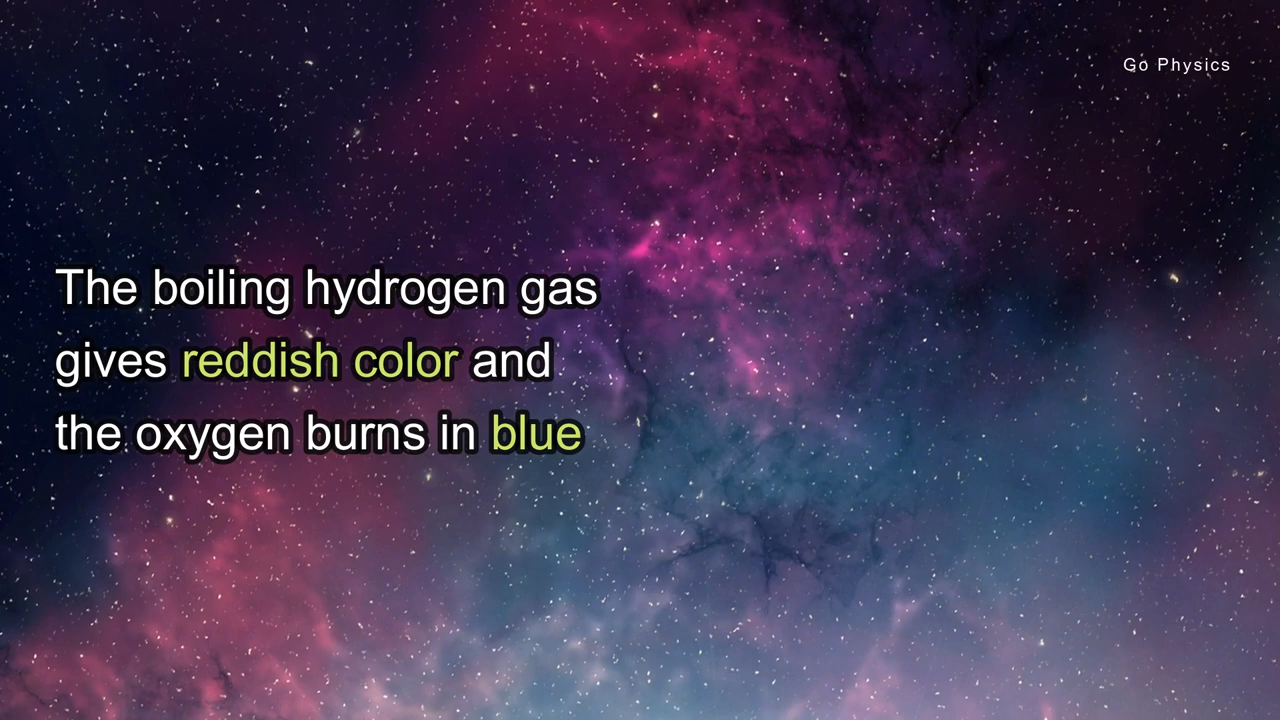 Go Physics
The boiling hydrogen gas
gives reddish color and
the oxygen burns in blue